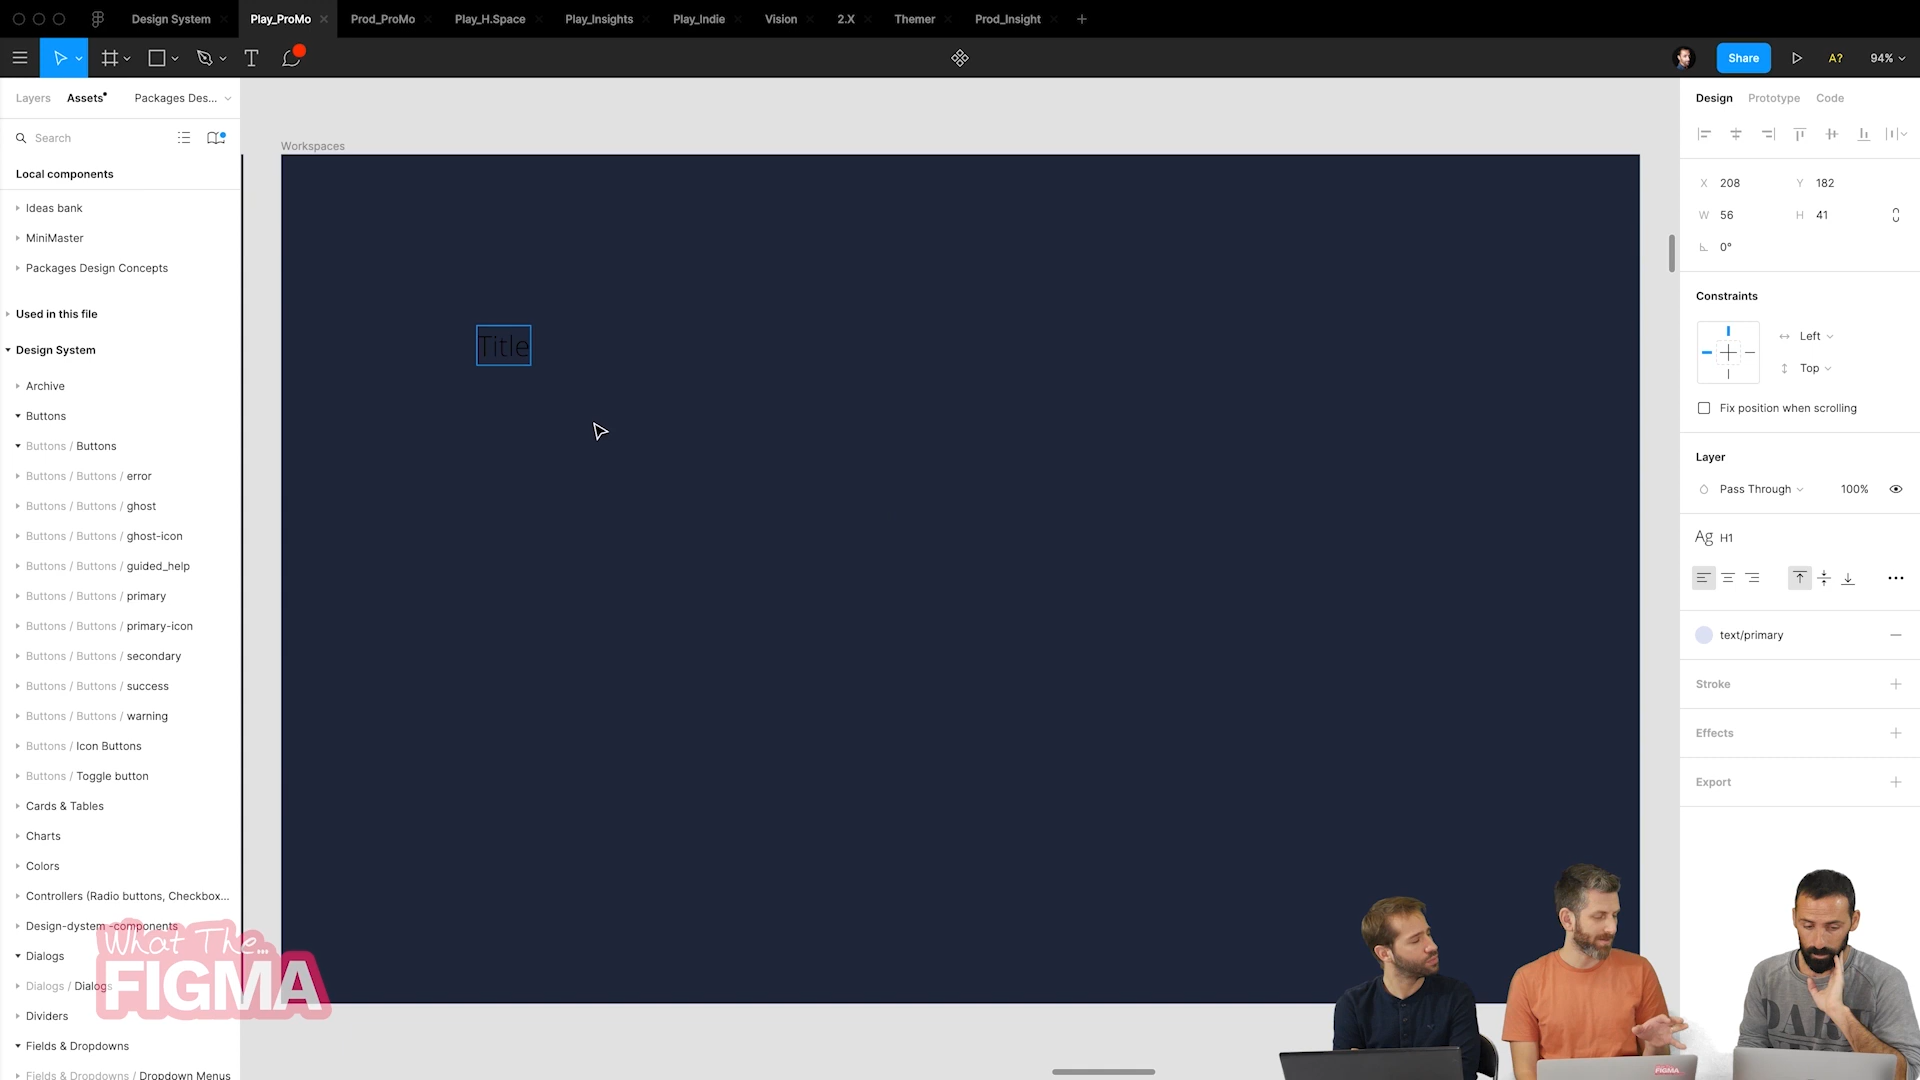 Design System
Play_ProMo
Prod_ProMo
Play_H.Space
Play_Insights
Play_Indie
Vision
2.X
Themer
Prod_Insight
Share
A?
94%
Layers
Assets
Packages Des...
Search
Local components
Ideas bank
MiniMaster
Packages Design Concepts
Used in this file
Design System
Archive
Buttons
Buttons / Buttons
Buttons / Buttons / error
Buttons / Buttons / ghost
Buttons / Buttons / ghost-icon
Buttons / Buttons / guided_help
Buttons / Buttons / primary
Buttons / Buttons / primary-icon
Buttons / Buttons / secondary
Buttons / Buttons / success
Buttons / Buttons / warning
Buttons / Icon Buttons
Buttons / Toggle button
Cards & Tables
Charts
Colors
Controllers (Radio buttons, Checkbox...
Design-dystem -components
Dialogs
Dialogs / Dialogs
Dividers
Fields & Dropdowns
Fields & Dropdowns / Dropdown Menus
What The...
FIGMA
Workspaces
Title
Design
Prototype
Code
X 208
Y 182
W 56
H 41
0°
Constraints
Left
Top
Fix position when scrolling
Layer
Pass Through
100%
Ag H1
text/primary
Stroke
Effects
Export
FIGMA